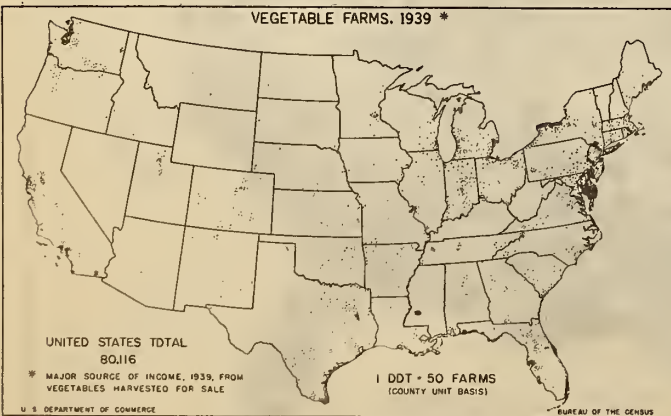 VEGETABLE FARMS, 1939 *
UNITED STATES TOTAL
80,116
* MAJOR SOURCE OF INCOME, 1939, FROM
VEGETABLES HARVESTED FOR SALE
1 DOT - 50 FARMS
(COUNTY UNIT BASIS)
U S DEPARTMENT OF COMMERCE
BUREAU OF THE CENSUS